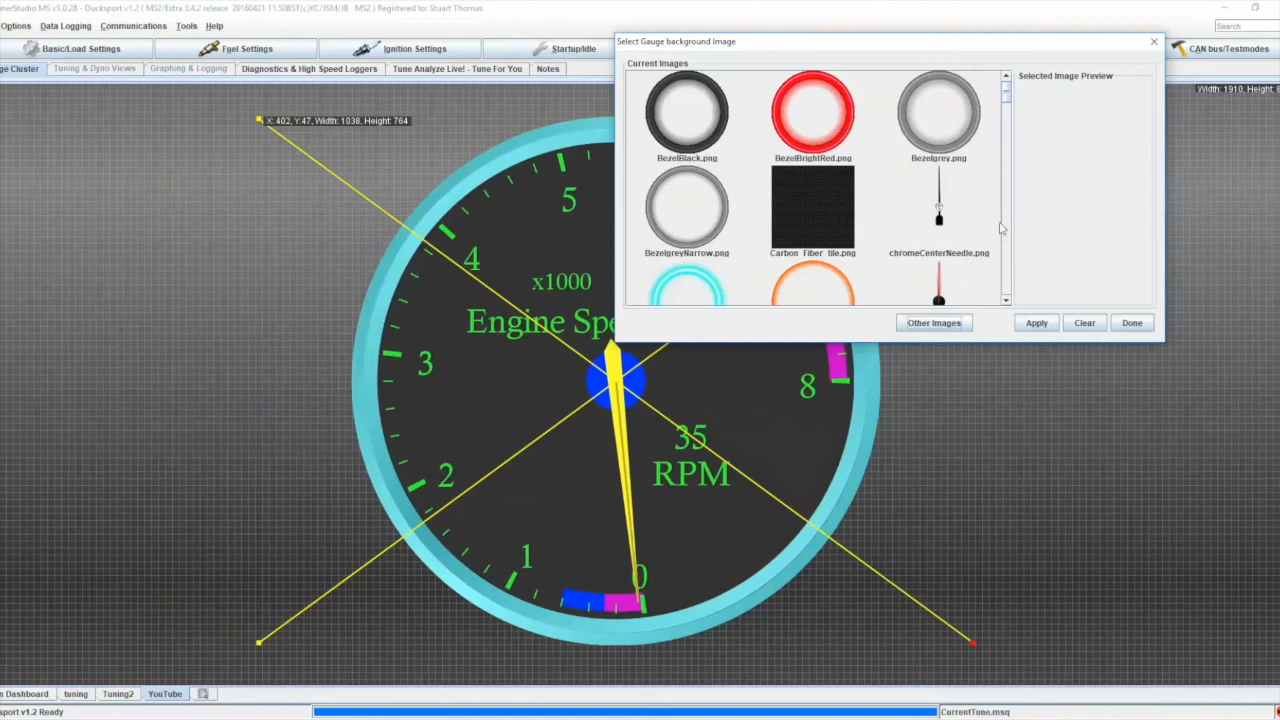 nerStudio MS v3.0.28 - Ducksport v1.2 ( MS2/Extra 3.4.2 release 20160421 11:50BST(c)KC/JSM/JB MS2 ) Registered to: Stuart Thomas
Options Data Logging Communications Tools Help
Search
Basic/Load Settings Fuel Settings Ignition Settings Startup/Idle CAN bus/Testmodes
ge Cluster Tuning & Dyno Views Graphing & Logging Diagnostics & High Speed Loggers Tune Analyze Live! - Tune For You Notes
Width: 1910, Height: 8
X: 402, Y:47, Width: 1038, Height: 764
Select Gauge background Image
Current Images
Selected Image Preview
BezelBlack.png BezelBrightRed.png Bezelgrey.png
BezelgreyNarrow.png Carbon_Fiber_tile.png chromeCenterNeedle.png
Other Images Apply Clear Done
5
4
x1000
Engine Spe
3
8
35
RPM
2
1
0
n Dashboard tuning Tuning2 YouTube
sport v1.2 Ready
CurrentTune.msq